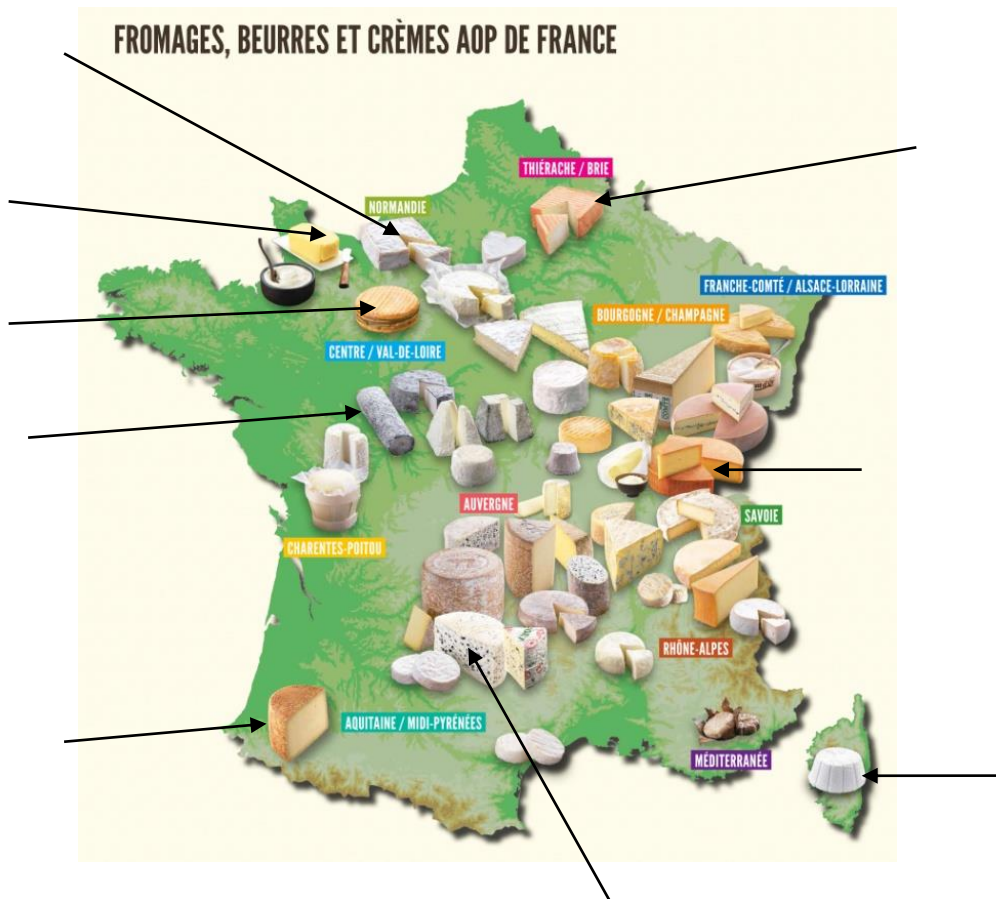 FROMAGES, BEURRES ET CRÈMES AOP DE FRANCE
THIÉRACHE / BRIE
NORMANDIE
FRANCHE-COMTÉ / ALSACE-LORRAINE
BOURGOGNE / CHAMPAGNE
CENTRE / VAL-DE-LOIRE
AUVERGNE
SAVOIE
CHARENTES-POITOU
RHÔNE-ALPES
AQUITAINE / MIDI-PYRÉNÉES
MÉDITERRANÉE